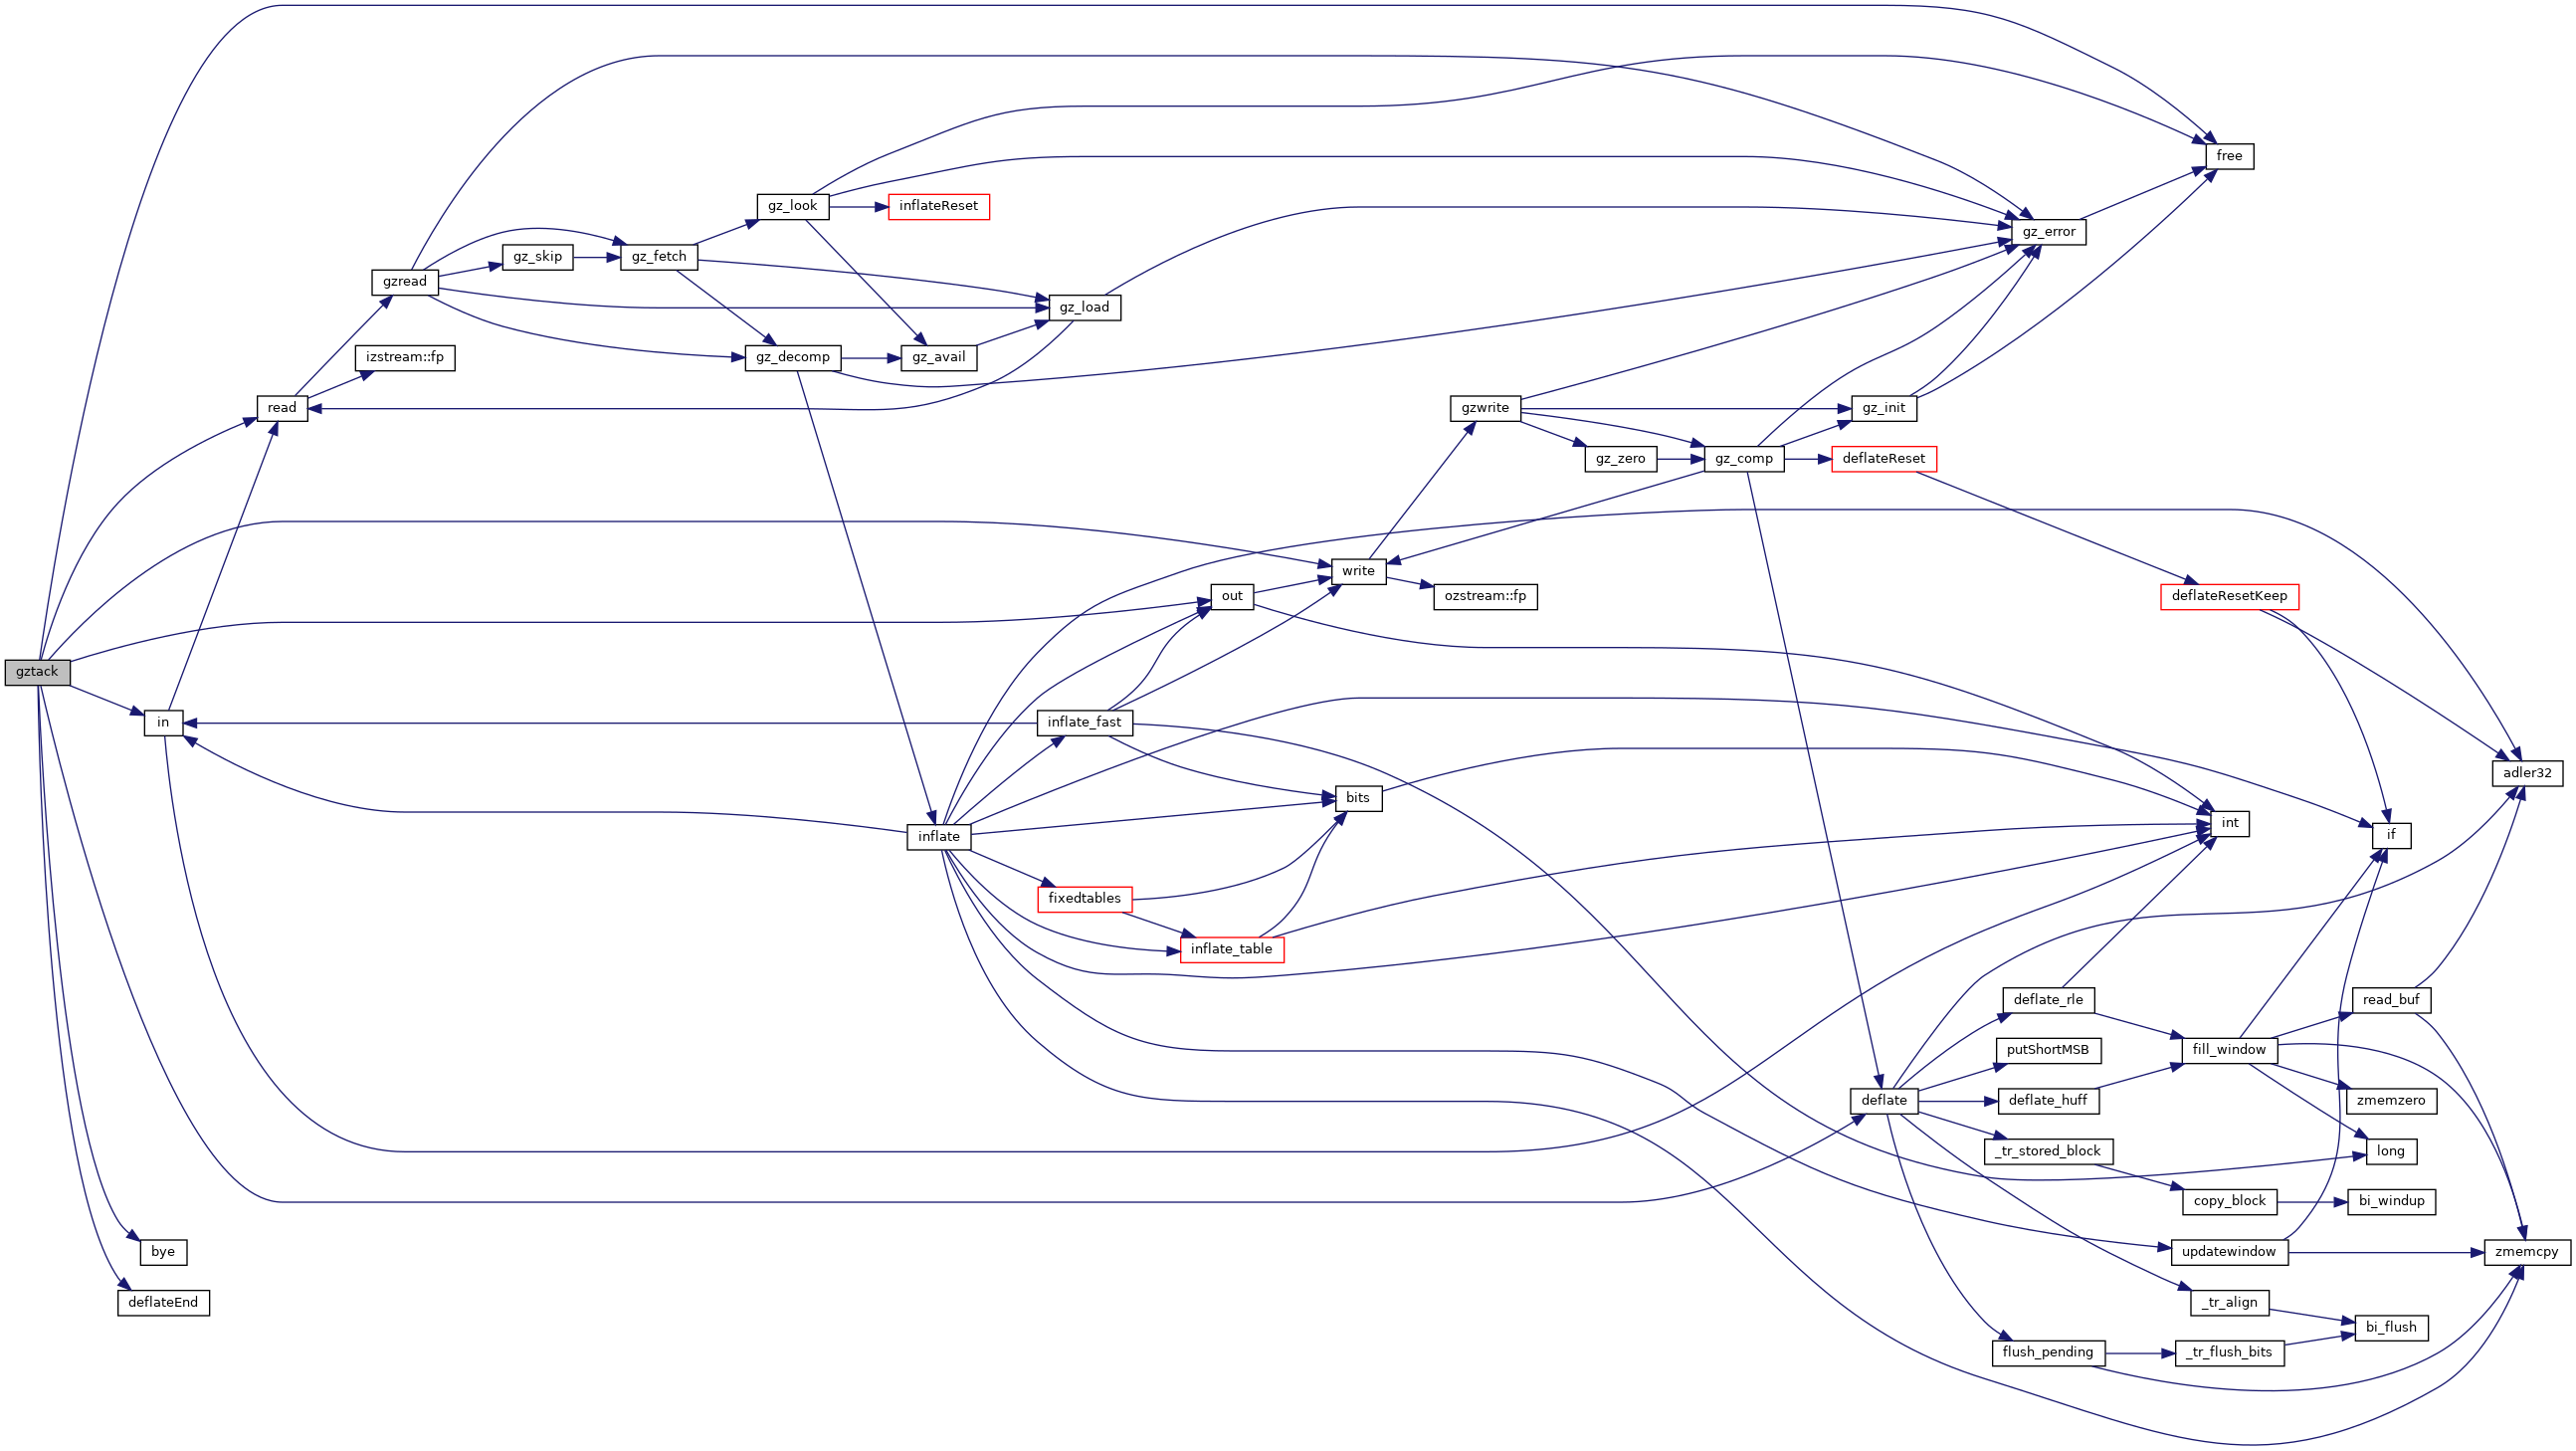 free
gz_look
inflateReset
gz_error
gz_skip
gz_fetch
gzread
gz_load
izstream::fp
gz_decomp
gz_avail
read
gzwrite
gz_init
gz_zero
gz_comp
deflateReset
write
out
ozstream::fp
deflateResetKeep
gztack
in
inflate_fast
adler32
bits
int
inflate
if
fixedtables
inflate_table
deflate_rle
read_buf
putShortMSB
fill_window
deflate
deflate_huff
zmemzero
_tr_stored_block
long
copy_block
bi_windup
bye
updatewindow
zmemcpy
deflateEnd
_tr_align
bi_flush
flush_pending
_tr_flush_bits